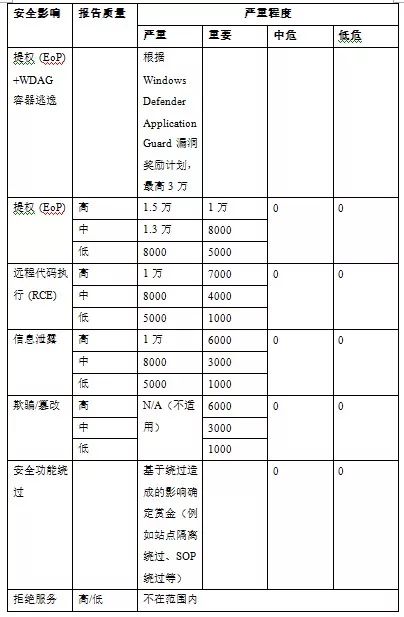 安全影响 报告质量 严重程度
严重 重要 中危 低危
提权 (EoP) 根据
+WDAG Windows
容器逃逸 Defender
Application
Guard 漏洞
奖励计划，
最高 3 万
提权 (EoP) 高 1.5 万 1 万 0 0
中 1.3 万 8000
低 8000 5000
远程代码执 高 1 万 7000 0 0
行 (RCE) 中 8000 4000
低 5000 1000
信息泄露 高 1 万 6000 0 0
中 8000 3000
低 5000 1000
欺骗/篡改 高 N/A（不适 6000 0 0
中 用） 3000
低 1000
安全功能绕 基于绕过造 0 0
过 成的影响确
定赏金（例
如站点隔离
绕过、SOP
绕过等）
拒绝服务 高/低 不在范围内